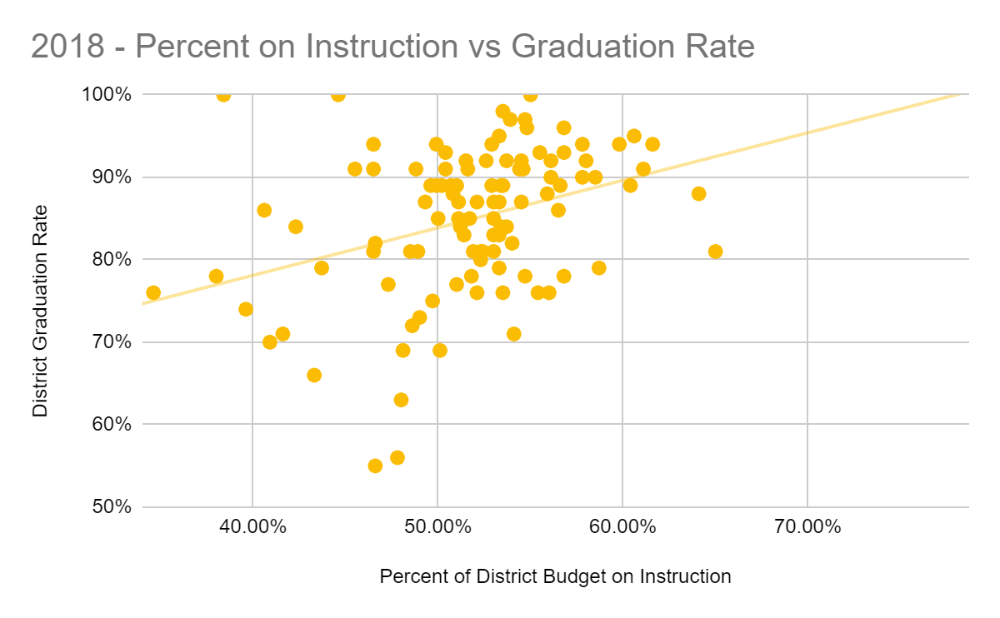 2018 - Percent on Instruction vs Graduation Rate
100%
90%
80%
70%
60%
50%
District Graduation Rate
40.00% 50.00% 60.00% 70.00%
Percent of District Budget on Instruction